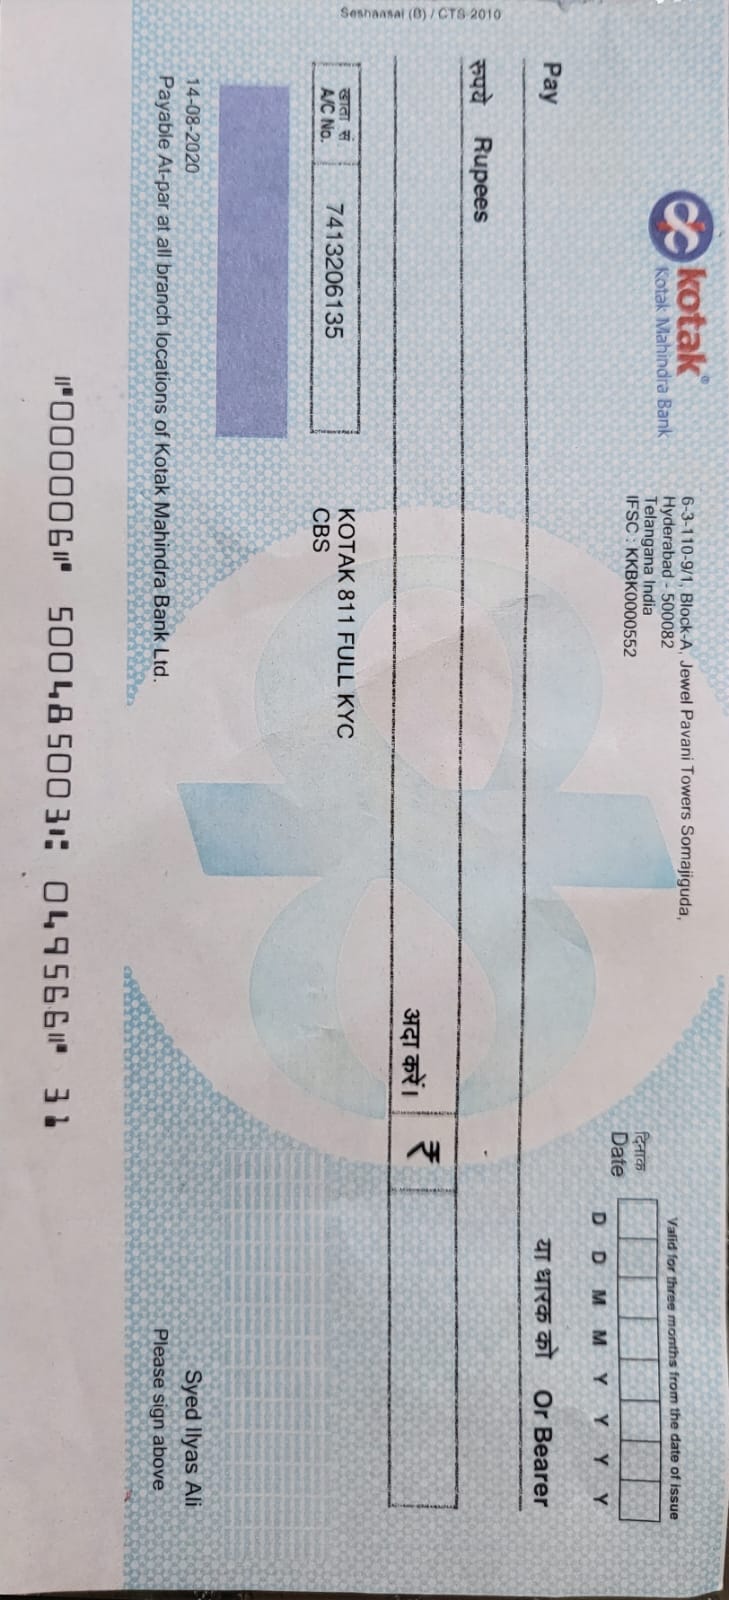 Seshaasai (B) / CTS-2010
kotak®
Kotak Mahindra Bank
6-3-110-9/1, Block-A, Jewel Pavani Towers Somajiguda,
Hyderabad - 500082
Telangana India
IFSC : KKBK0000552
Valid for three months from the date of issue
दिनांक
Date
D D M M Y Y Y Y
Pay
या धारक को Or Bearer
रूपये Rupees
अदा करें।
₹
खाता सं
A/C No.
7413206135
KOTAK 811 FULL KYC
CBS
14-08-2020
Payable At-par at all branch locations of Kotak Mahindra Bank Ltd.
Syed Ilyas Ali
Please sign above
⑈000006⑈ 500485003⑆ 049566⑈ 31